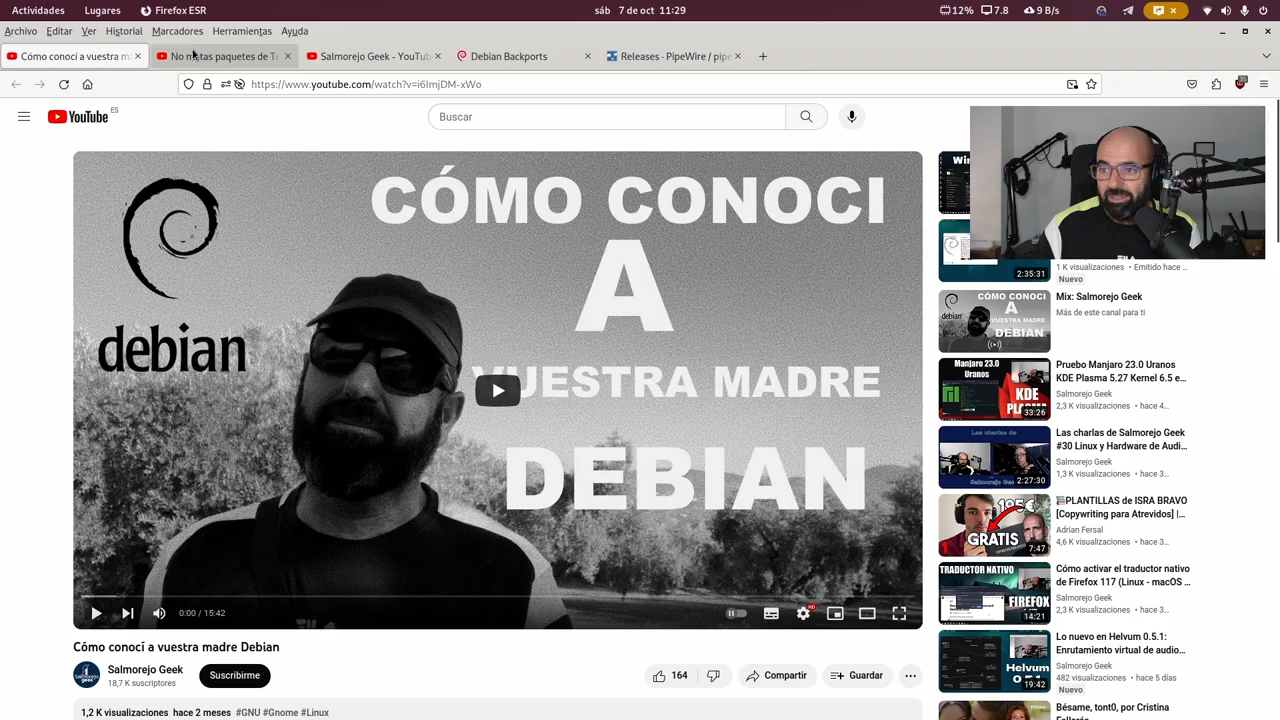 Actividades Lugares Firefox ESR sáb 7 de oct 11:29 12% 7.8 9 B/s
Archivo Editar Ver Historial Marcadores Herramientas Ayuda
Cómo conocí a vuestra m No metas paquetes de Te Salmorejo Geek - YouTub Debian Backports Releases · PipeWire / pipe
https://www.youtube.com/watch?v=i6ImjDM-xWo
YouTube ES Buscar
debian
CÓMO CONOCI
A
VUESTRA MADRE
DEBIAN
0:00 / 15:42
HD
Cómo conocí a vuestra madre Debian
Salmorejo Geek
18,7 K suscriptores
Suscribirme
164 Compartir Guardar
1,2 K visualizaciones hace 2 meses #GNU #Gnome #Linux
1 K visualizaciones • Emitido hace ...
2:35:31
Nuevo
CÓMO CONOCI
A
VUESTRA MADRE
DEBIAN
debian
Mix: Salmorejo Geek
Más de este canal para ti
Manjaro 23.0
Uranos
KDE
PLASMA
33:26
Pruebo Manjaro 23.0 Uranos
KDE Plasma 5.27 Kernel 6.5 e...
Salmorejo Geek
2,3 K visualizaciones • hace 4...
Las charlas de
2:27:30
Las charlas de Salmorejo Geek
#30 Linux y Hardware de Audi...
Salmorejo Geek
1,3 K visualizaciones • hace 3...
195€
GRATIS
7:47
PLANTILLAS de ISRA BRAVO
[Copywriting para Atrevidos] |...
Adrian Fersal
4,6 K visualizaciones • hace 3...
TRADUCTOR NATIVO
FIREFOX
14:21
Cómo activar el traductor nativo
de Firefox 117 (Linux - macOS ...
Salmorejo Geek
2,3 K visualizaciones • hace 3...
Helvum
19:42
Lo nuevo en Helvum 0.5.1:
Enrutamiento virtual de audio...
Salmorejo Geek
482 visualizaciones • hace 5 días
Nuevo
Bésame, tont0, por Cristina